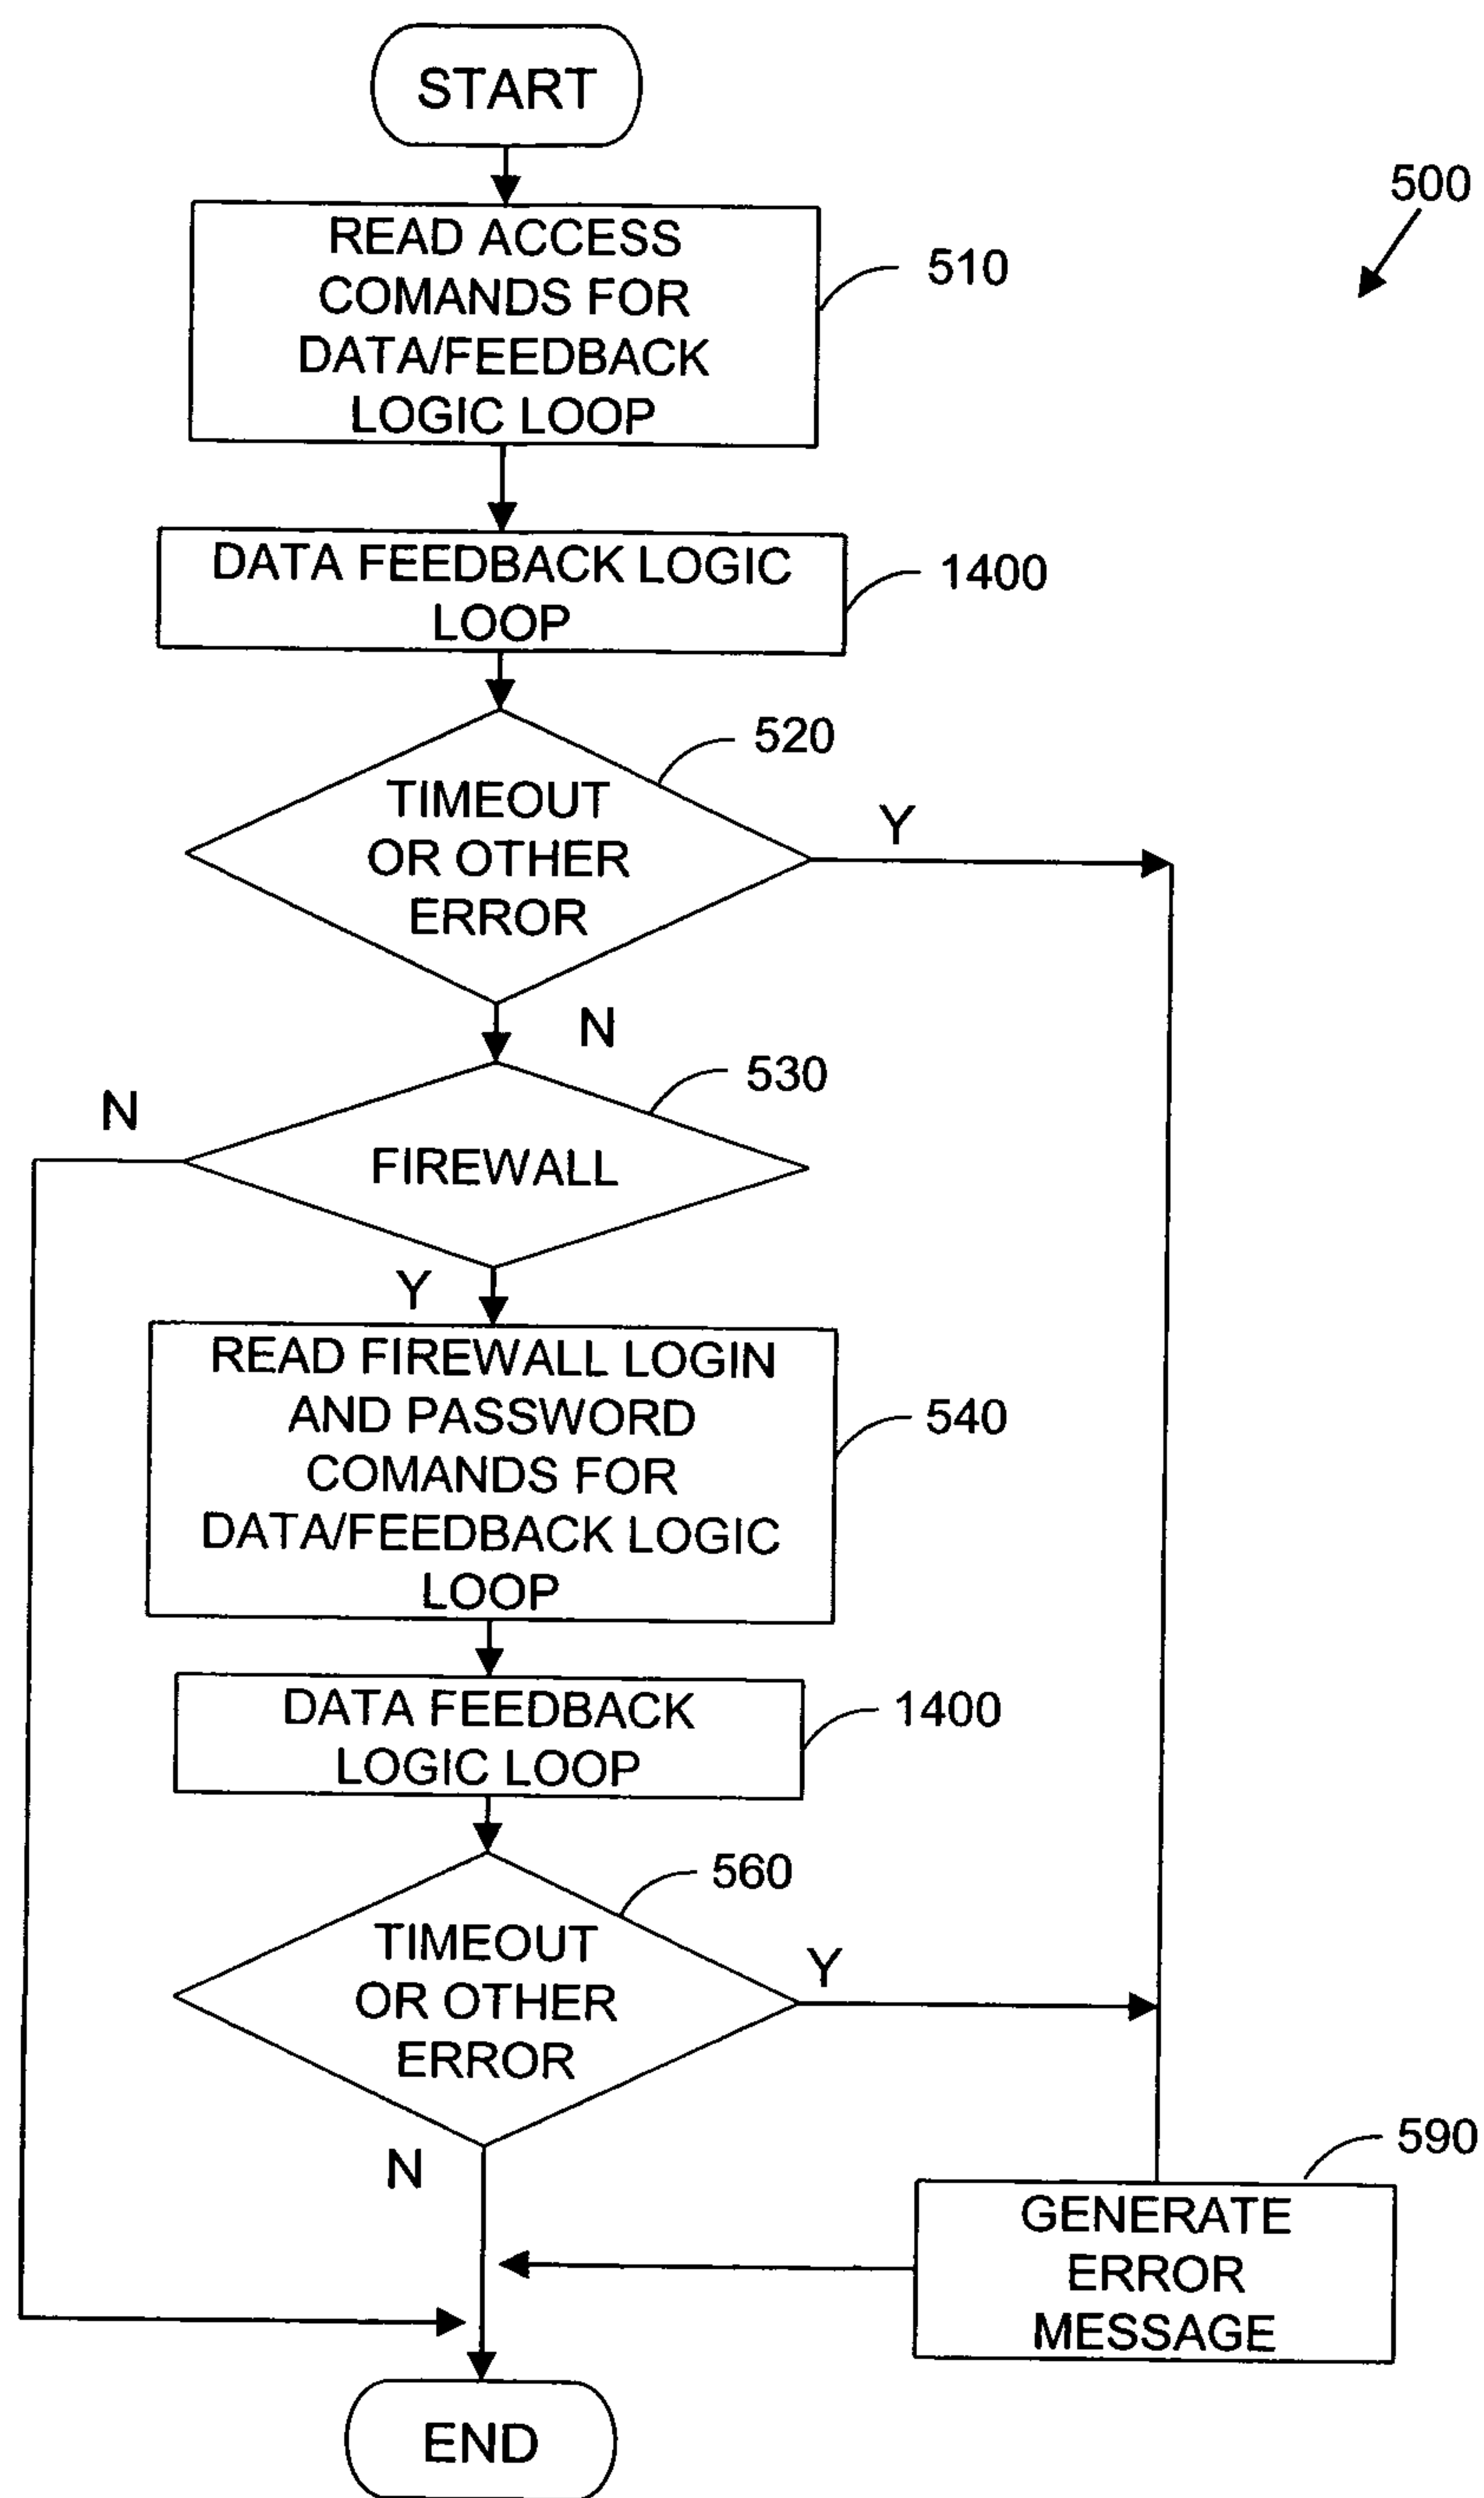 START
500
READ ACCESS
COMANDS FOR
DATA/FEEDBACK
LOGIC LOOP
510
DATA FEEDBACK LOGIC
LOOP
1400
520
TIMEOUT
OR OTHER
ERROR
Y
N
530
N
FIREWALL
Y
READ FIREWALL LOGIN
AND PASSWORD
COMANDS FOR
DATA/FEEDBACK LOGIC
LOOP
540
DATA FEEDBACK
LOGIC LOOP
1400
560
TIMEOUT
OR OTHER
ERROR
Y
N
590
GENERATE
ERROR
MESSAGE
END